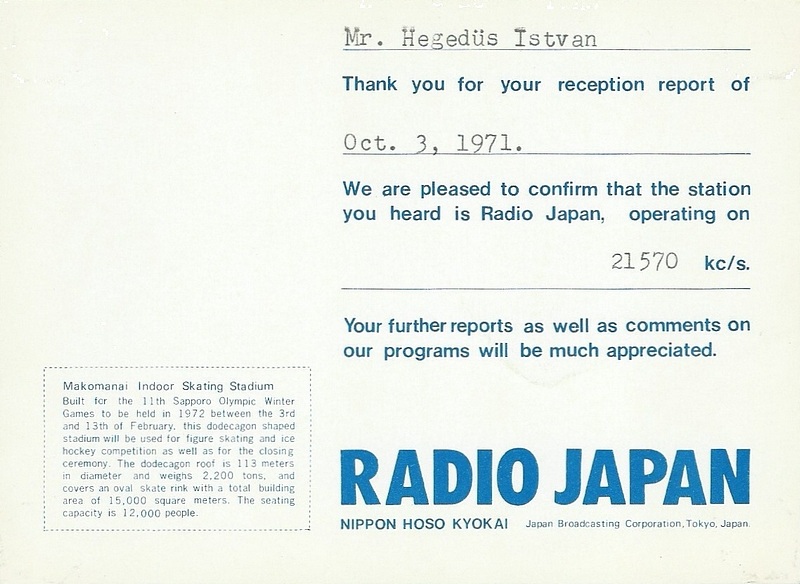 Mr. Hegedüs Istvan
Thank you for your reception report of
Oct. 3, 1971.
We are pleased to confirm that the station
you heard is Radio Japan, operating on
21570 kc/s.
Your further reports as well as comments on
our programs will be much appreciated.
Makomanai Indoor Skating Stadium
Built for the 11th Sapporo Olympic Winter
Games to be held in 1972 between the 3rd
and 13th of February, this dodecagon shaped
stadium will be used for figure skating and ice
hockey competition as well as for the closing
ceremony. The dodecagon roof is 113 meters
in diameter and weighs 2,200 tons, and
covers an oval skate rink with a total building
area of 15,000 square meters. The seating
capacity is 12,000 people.
RADIO JAPAN
NIPPON HOSO KYOKAI Japan Broadcasting Corporation, Tokyo, Japan.